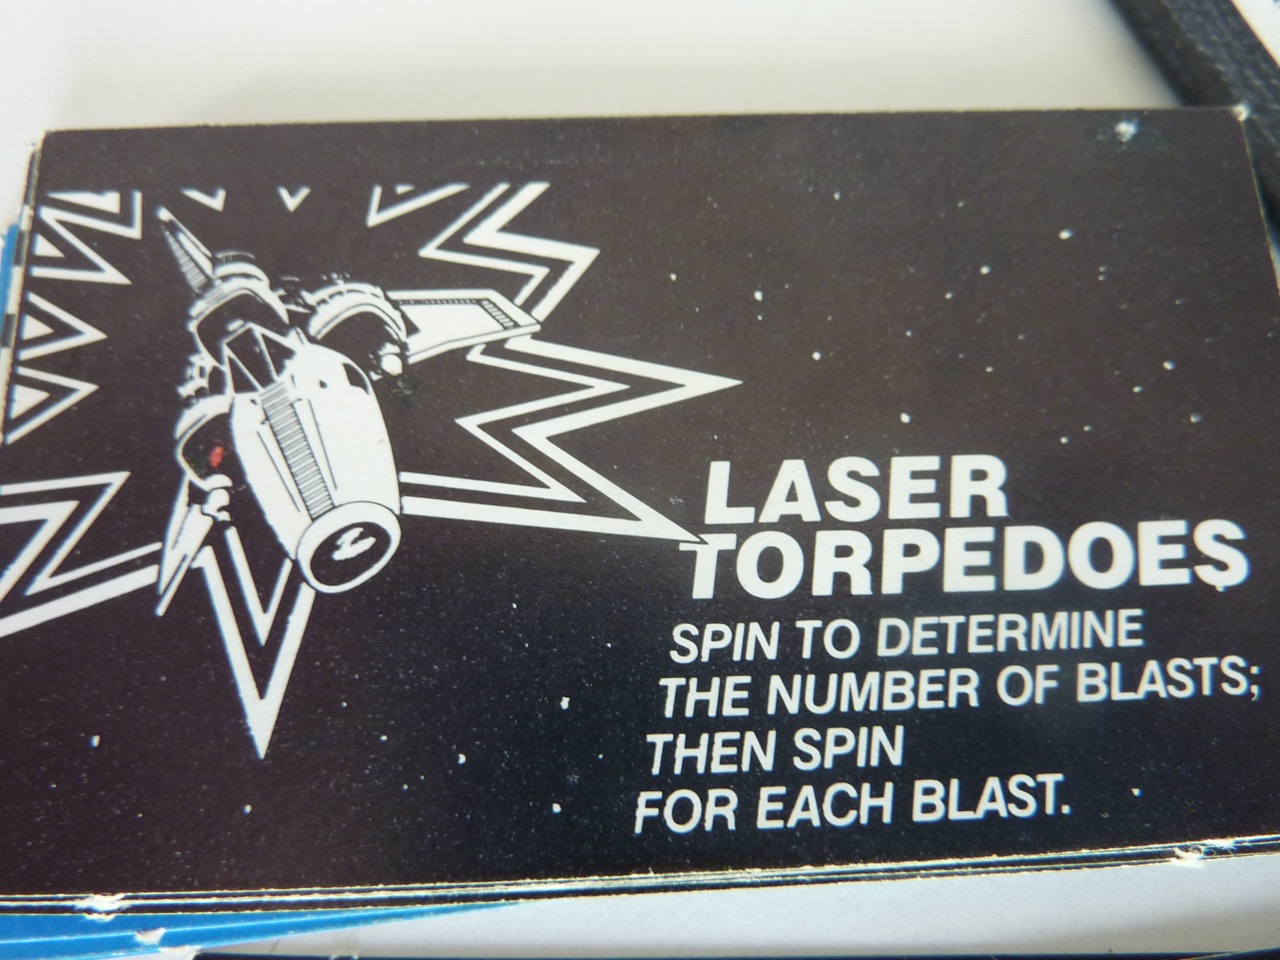 LASER
TORPEDOES
SPIN TO DETERMINE
THE NUMBER OF BLASTS;
THEN SPIN
FOR EACH BLAST.